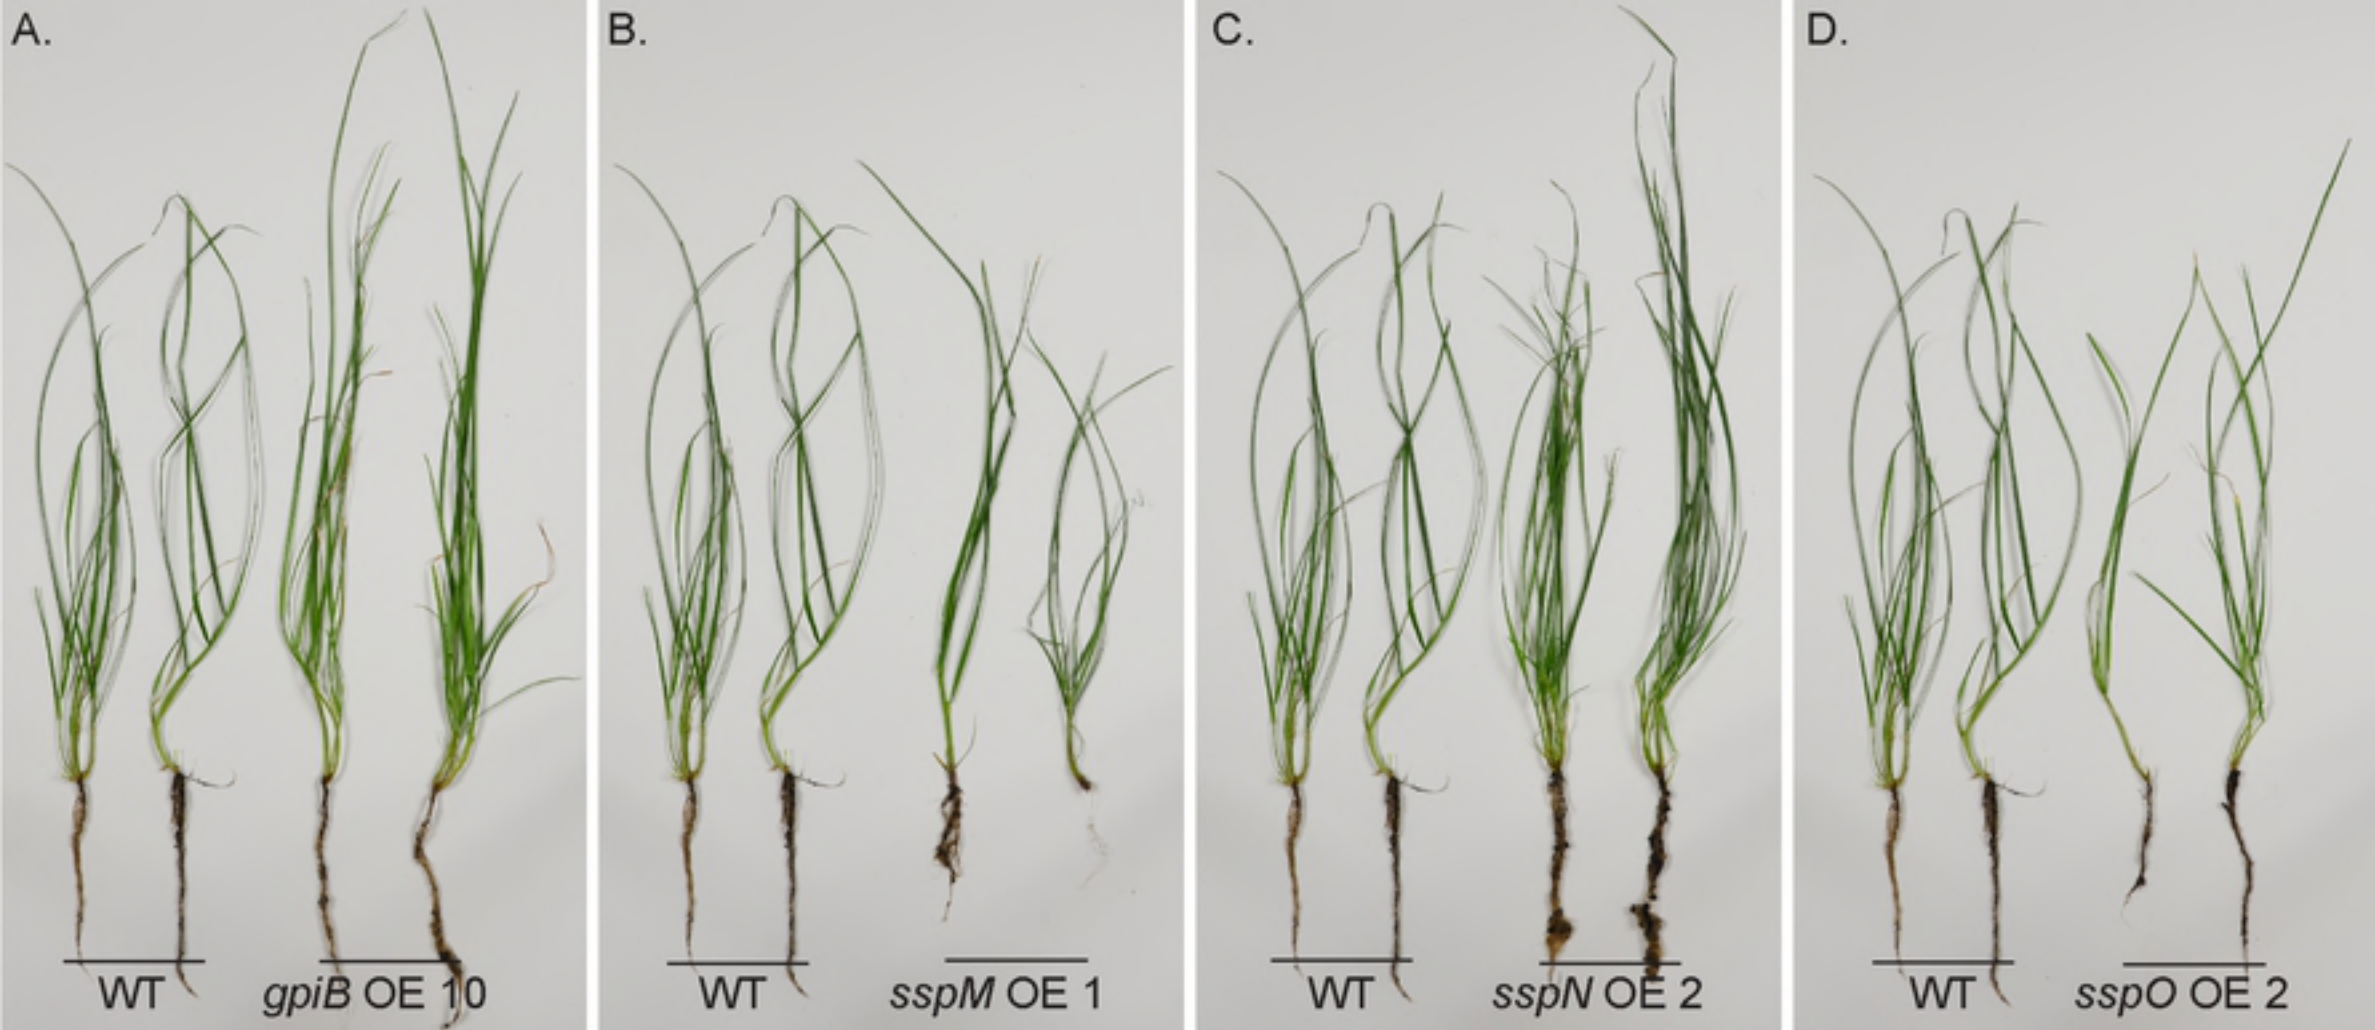 A.
B.
C.
D.
WT
gpiB OE 10
WT
sspM OE 1
WT
sspN OE 2
WT
sspO OE 2